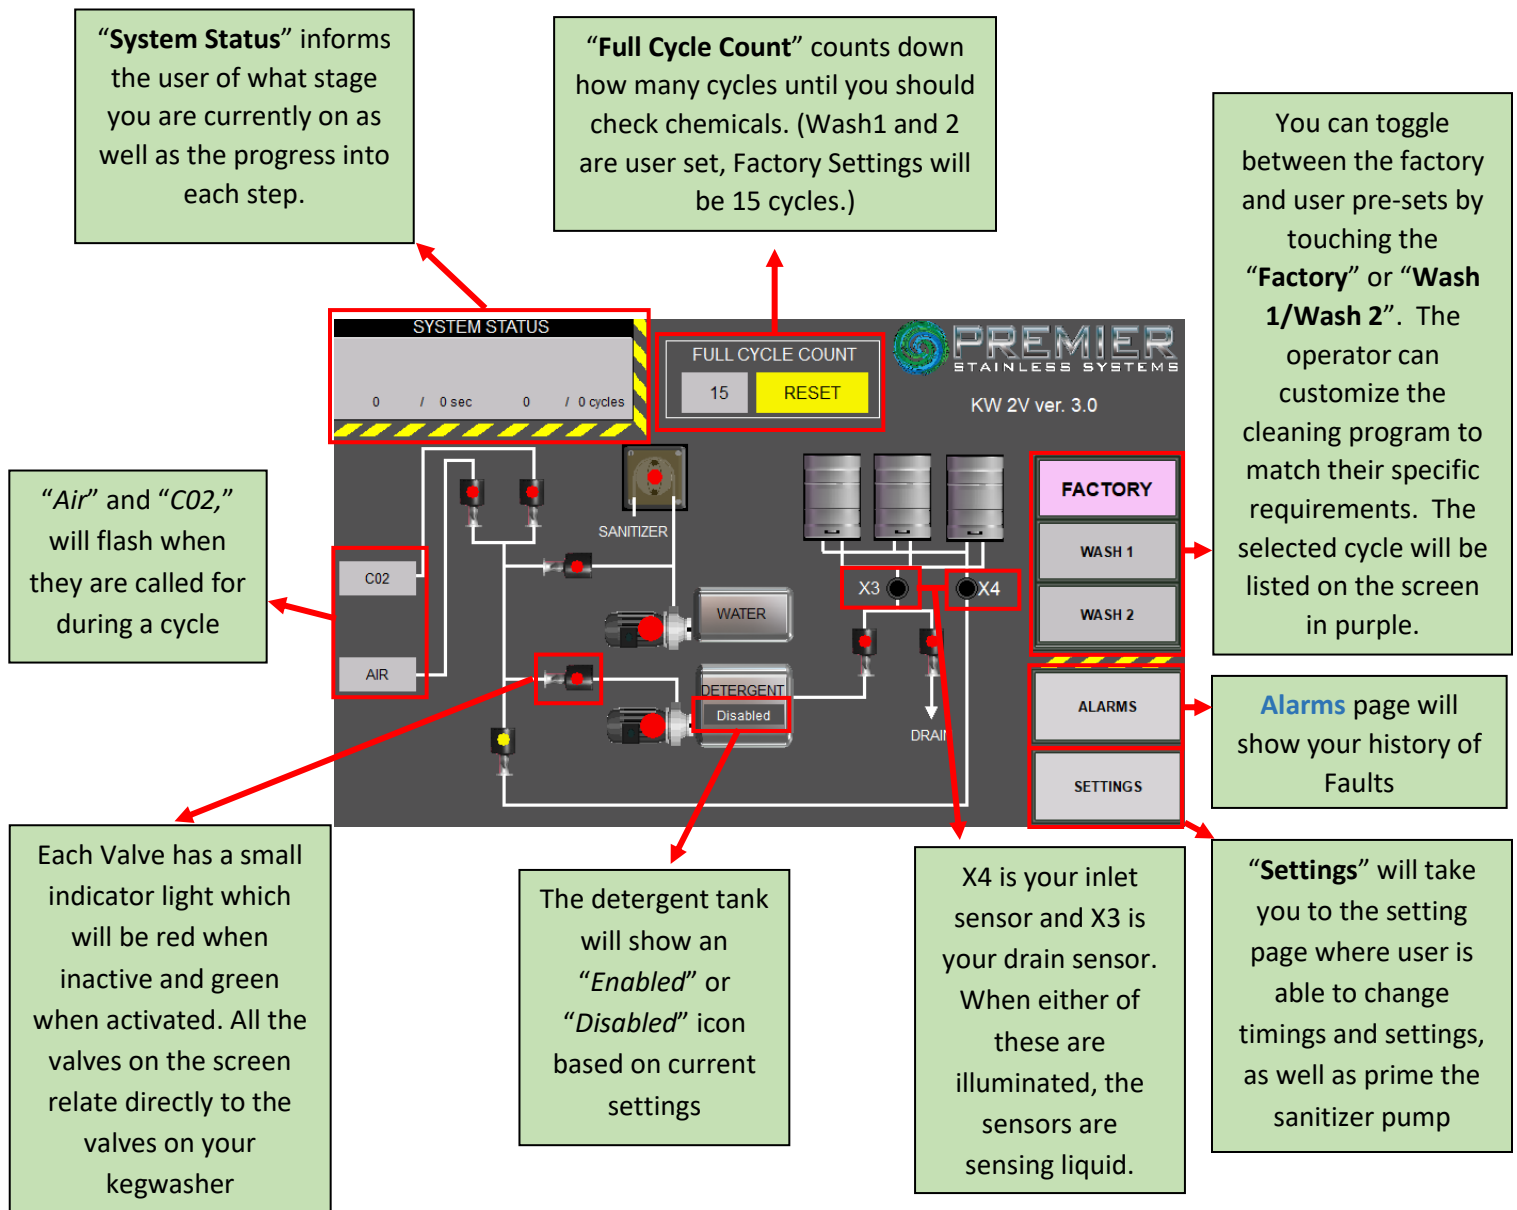 “System Status” informs
the user of what stage
you are currently on as
well as the progress into
each step.
“Full Cycle Count” counts down
how many cycles until you should
check chemicals. (Wash1 and 2
are user set, Factory Settings will
be 15 cycles.)
You can toggle
between the factory
and user pre-sets by
touching the
“Factory” or “Wash
1/Wash 2”. The
operator can
customize the
cleaning program to
match their specific
requirements. The
selected cycle will be
listed on the screen
in purple.
SYSTEM STATUS
0 / 0 sec 0 / 0 cycles
FULL CYCLE COUNT
15 RESET
PREMIER
STAINLESS SYSTEMS
KW 2V ver. 3.0
“Air” and “C02,”
will flash when
they are called for
during a cycle
C02
AIR
SANITIZER
WATER
DETERGENT
Disabled
X3
X4
DRAIN
FACTORY
WASH 1
WASH 2
ALARMS
SETTINGS
Alarms page will
show your history of
Faults
Each Valve has a small
indicator light which
will be red when
inactive and green
when activated. All the
valves on the screen
relate directly to the
valves on your
kegwasher
The detergent tank
will show an
“Enabled” or
“Disabled” icon
based on current
settings
X4 is your inlet
sensor and X3 is
your drain sensor.
When either of
these are
illuminated, the
sensors are
sensing liquid.
“Settings” will take
you to the setting
page where user is
able to change
timings and settings,
as well as prime the
sanitizer pump